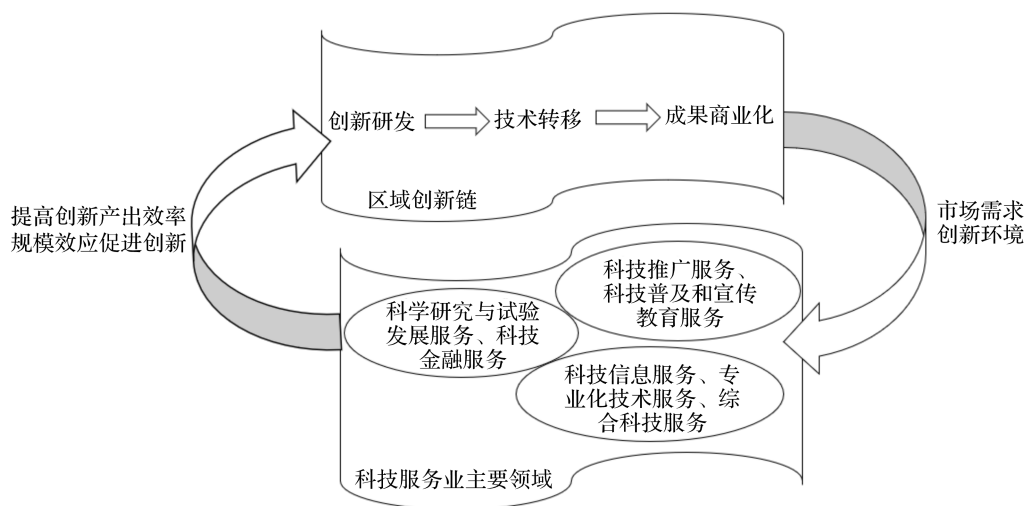 创新研发
技术转移
成果商业化
区域创新链
提高创新产出效率
规模效应促进创新
市场需求
创新环境
科技推广服务、
科技普及和宣传
教育服务
科学研究与试验
发展服务、科技
金融服务
科技信息服务、专
业化技术服务、综
合科技服务
科技服务业主要领域